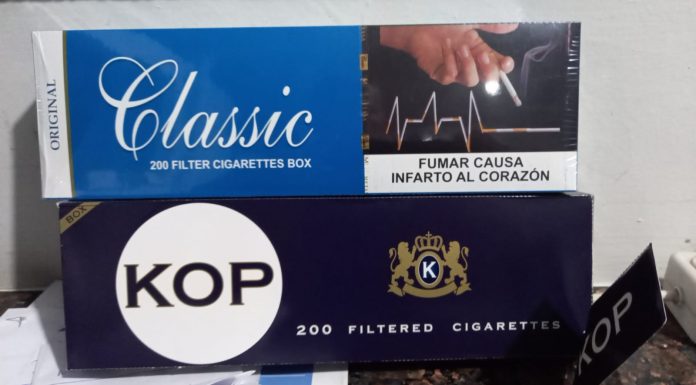 ORIGINAL
Classic
200 FILTER CIGARETTES BOX
FUMAR CAUSA
INFARTO AL CORAZÓN
BOX
KOP
K
200 FILTERED CIGARETTES
KOP